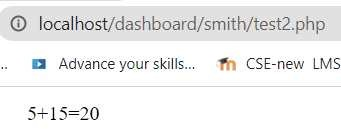 localhost/dashboard/smith/test2.php
.. Advance your skills... CSE-new LMS
5+15=20